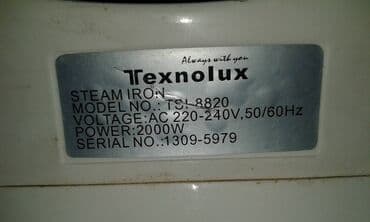 Always with you
Texnolux
STEAM IRON
MODEL NO.: TSI-8820
VOLTAGE:AC 220-240V,50/60Hz
POWER:2000W
SERIAL NO.:1309-5979